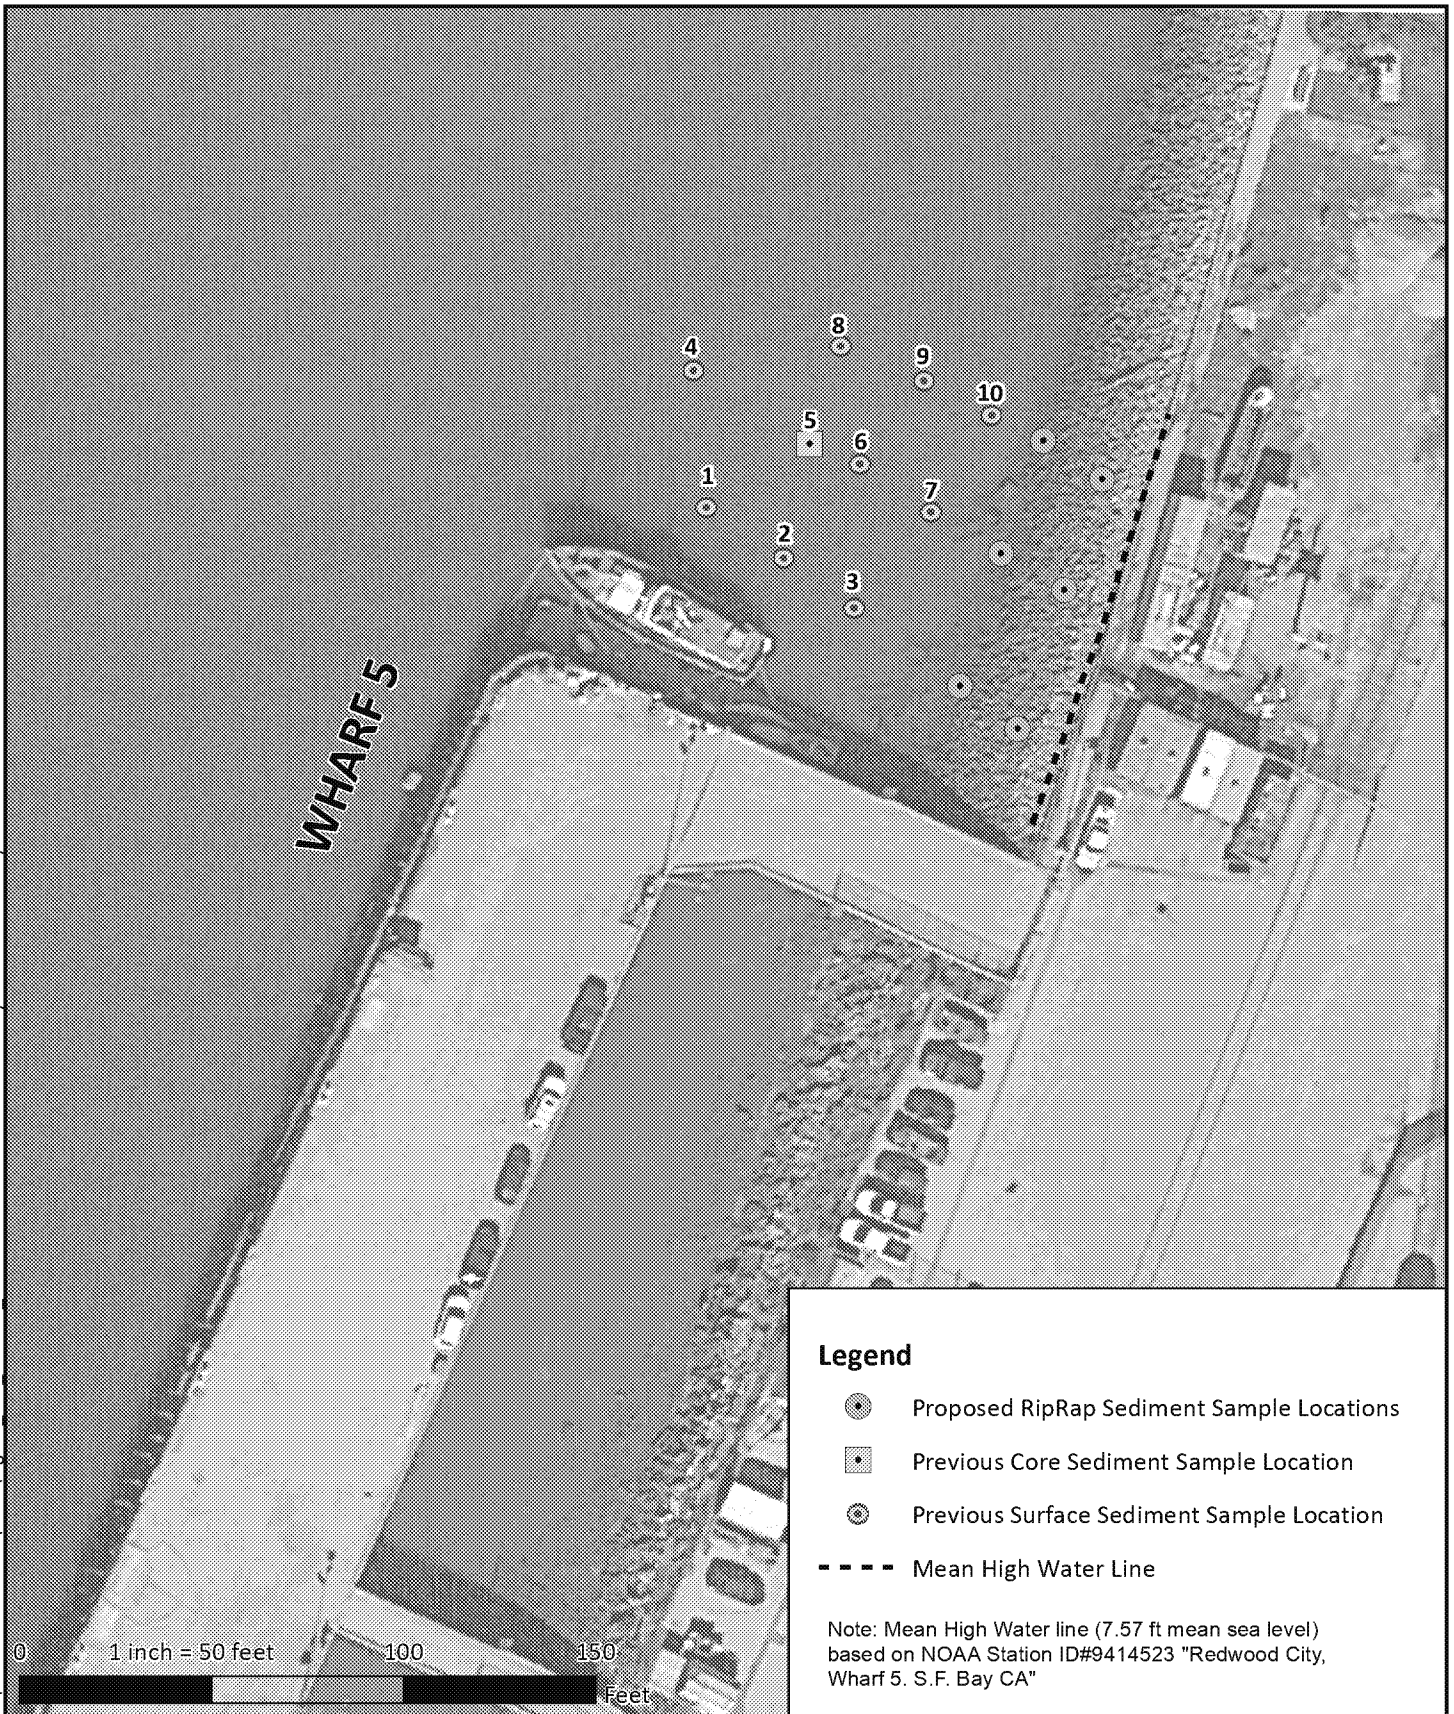 8
4
9
10
5
6
1
7
2
3
WHARF 5
Legend
Proposed RipRap Sediment Sample Locations
Previous Core Sediment Sample Location
Previous Surface Sediment Sample Location
Mean High Water Line
Note: Mean High Water line (7.57 ft mean sea level)
based on NOAA Station ID#9414523 "Redwood City,
Wharf 5. S.F. Bay CA"
0 1 inch = 50 feet 100 150
Feet